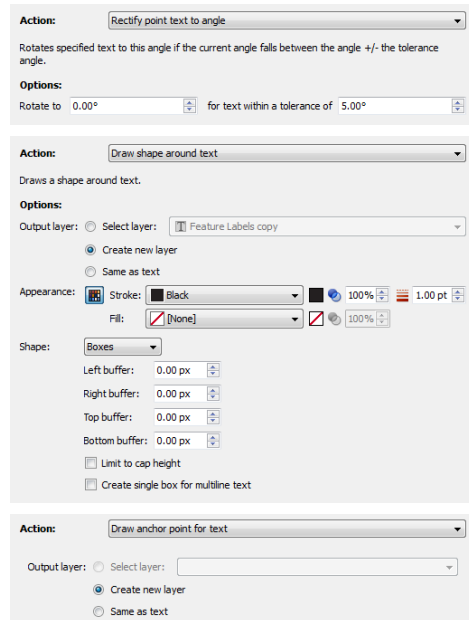 Action: Rectify point text to angle
Rotates specified text to this angle if the current angle falls between the angle +/- the tolerance
angle.
Options:
Rotate to 0.00° for text within a tolerance of 5.00°
Action: Draw shape around text
Draws a shape around text.
Options:
Output layer: Select layer: T Feature Labels copy
Create new layer
Same as text
Appearance: Stroke: Black 100% 1.00 pt
Fill: [None] 100%
Shape: Boxes
Left buffer: 0.00 px
Right buffer: 0.00 px
Top buffer: 0.00 px
Bottom buffer: 0.00 px
Limit to cap height
Create single box for multiline text
Action: Draw anchor point for text
Output layer: Select layer:
Create new layer
Same as text